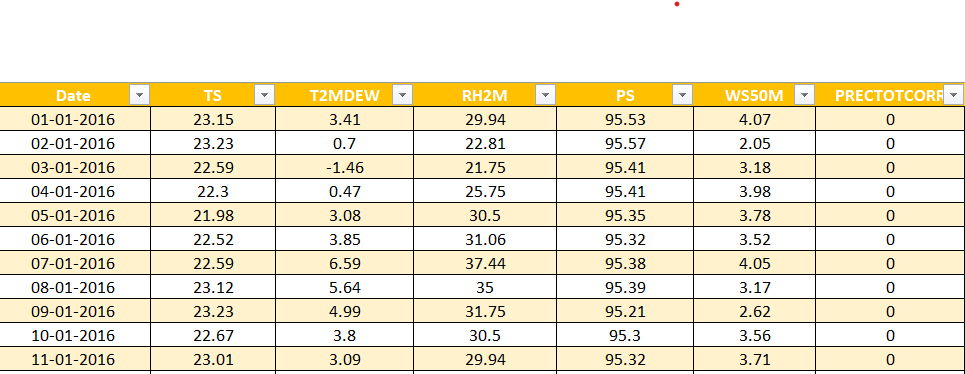 Date TS T2MDEW RH2M PS WS50M PRECTOTCORR
01-01-2016 23.15 3.41 29.94 95.53 4.07 0
02-01-2016 23.23 0.7 22.81 95.57 2.05 0
03-01-2016 22.59 -1.46 21.75 95.41 3.18 0
04-01-2016 22.3 0.47 25.75 95.41 3.98 0
05-01-2016 21.98 3.08 30.5 95.35 3.78 0
06-01-2016 22.52 3.85 31.06 95.32 3.52 0
07-01-2016 22.59 6.59 37.44 95.38 4.05 0
08-01-2016 23.12 5.64 35 95.39 3.17 0
09-01-2016 23.23 4.99 31.75 95.21 2.62 0
10-01-2016 22.67 3.8 30.5 95.3 3.56 0
11-01-2016 23.01 3.09 29.94 95.32 3.71 0